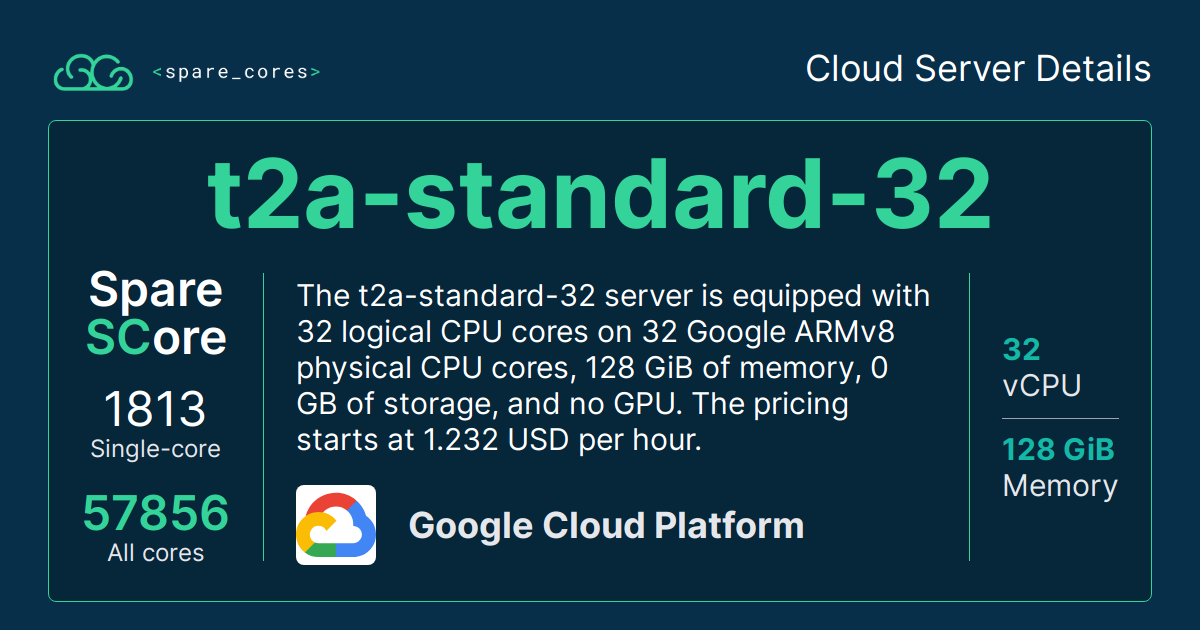 <spare_cores>
Cloud Server Details
t2a-standard-32
Spare
SCore
1813
Single-core
57856
All cores
The t2a-standard-32 server is equipped with
32 logical CPU cores on 32 Google ARMv8
physical CPU cores, 128 GiB of memory, 0
GB of storage, and no GPU. The pricing
starts at 1.232 USD per hour.
Google Cloud Platform
32
vCPU
128 GiB
Memory